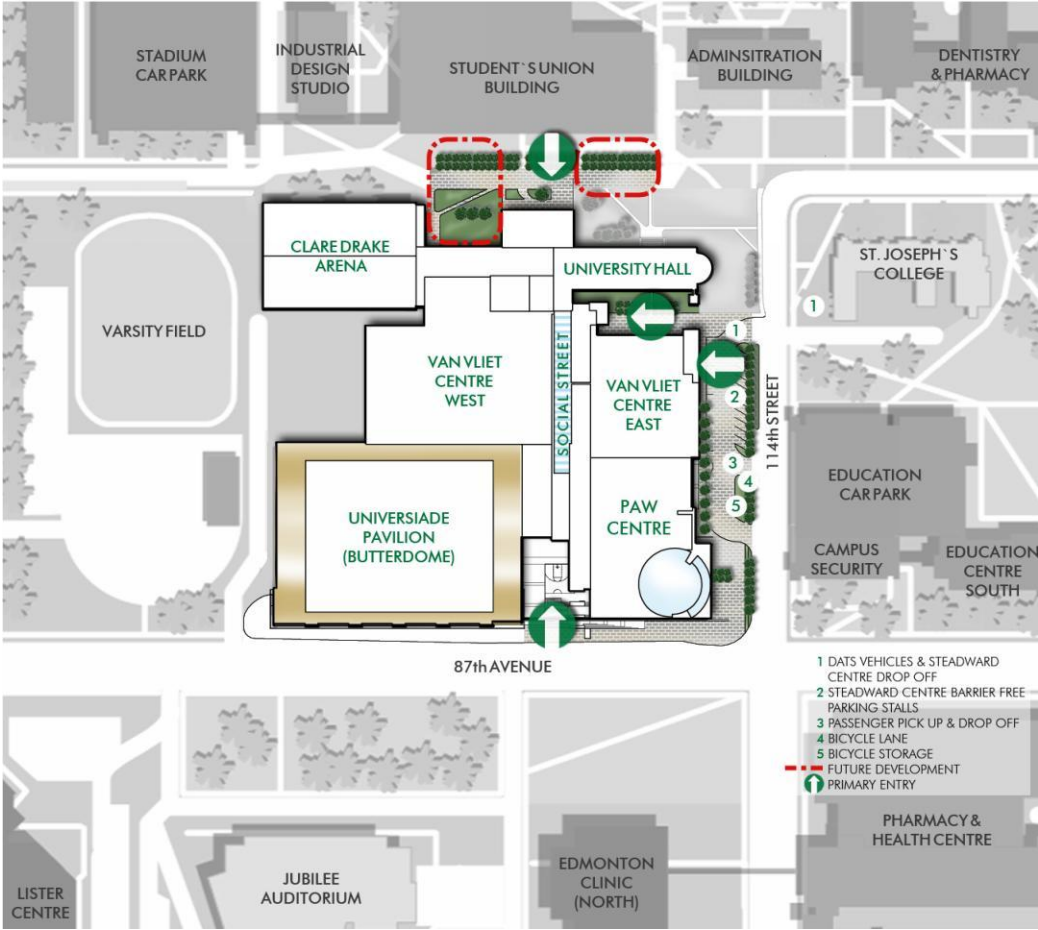 STADIUM
CAR PARK
INDUSTRIAL
DESIGN
STUDIO
STUDENT`S UNION
BUILDING
ADMINSITRATION
BUILDING
DENTISTRY
& PHARMACY
CLARE DRAKE
ARENA
UNIVERSITY HALL
ST. JOSEPH`S
COLLEGE
1
VARSITY FIELD
1
VAN VLIET
CENTRE
WEST
SOCIAL STREET
VAN VLIET
CENTRE
EAST
2
114th STREET
3
4
5
EDUCATION
CAR PARK
UNIVERSIADE
PAVILION
(BUTTERDOME)
PAW
CENTRE
CAMPUS
SECURITY
EDUCATION
CENTRE
SOUTH
87th AVENUE
1 DATS VEHICLES & STEADWARD
CENTRE DROP OFF
2 STEADWARD CENTRE BARRIER FREE
PARKING STALLS
3 PASSENGER PICK UP & DROP OFF
4 BICYCLE LANE
5 BICYCLE STORAGE
FUTURE DEVELOPMENT
PRIMARY ENTRY
PHARMACY &
HEALTH CENTRE
LISTER
CENTRE
JUBILEE
AUDITORIUM
EDMONTON
CLINIC
(NORTH)